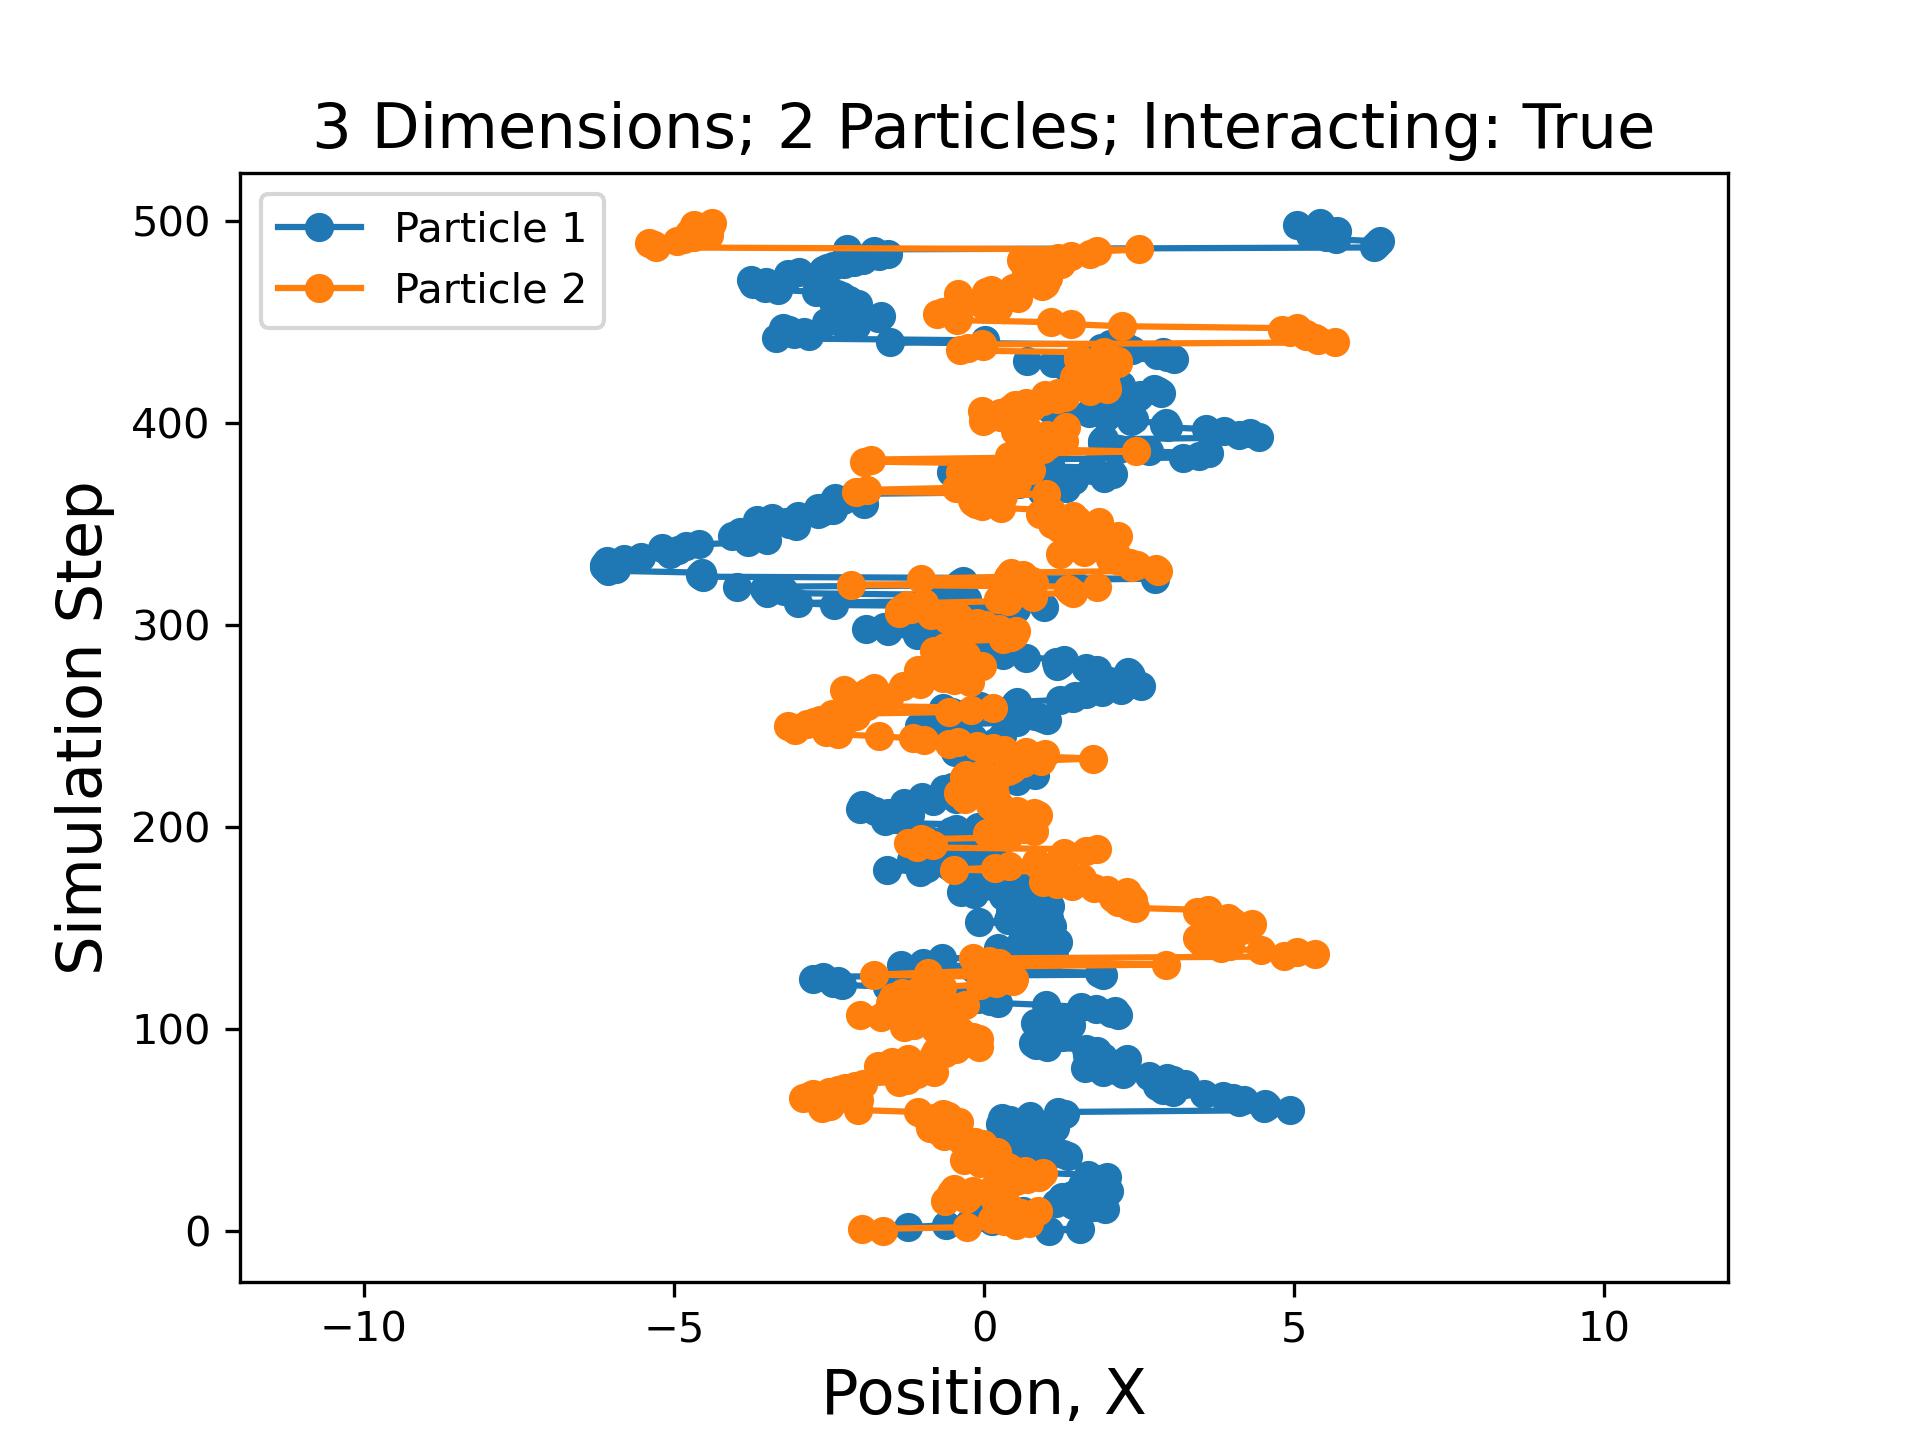 3 Dimensions; 2 Particles; Interacting: True
Particle 1
Particle 2
500
400
300
200
100
0
Simulation Step
−10
−5
0
5
10
Position, X